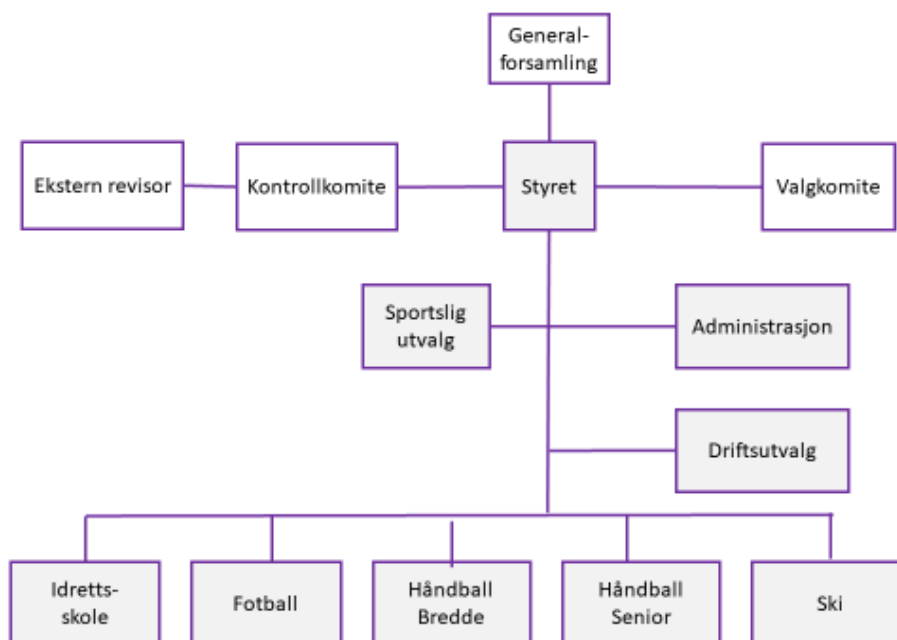 General-
forsamling
Ekstern revisor
Kontrollkomite
Styret
Valgkomite
Sportslig
utvalg
Administrasjon
Driftsutvalg
Idretts-
skole
Fotball
Håndball
Bredde
Håndball
Senior
Ski